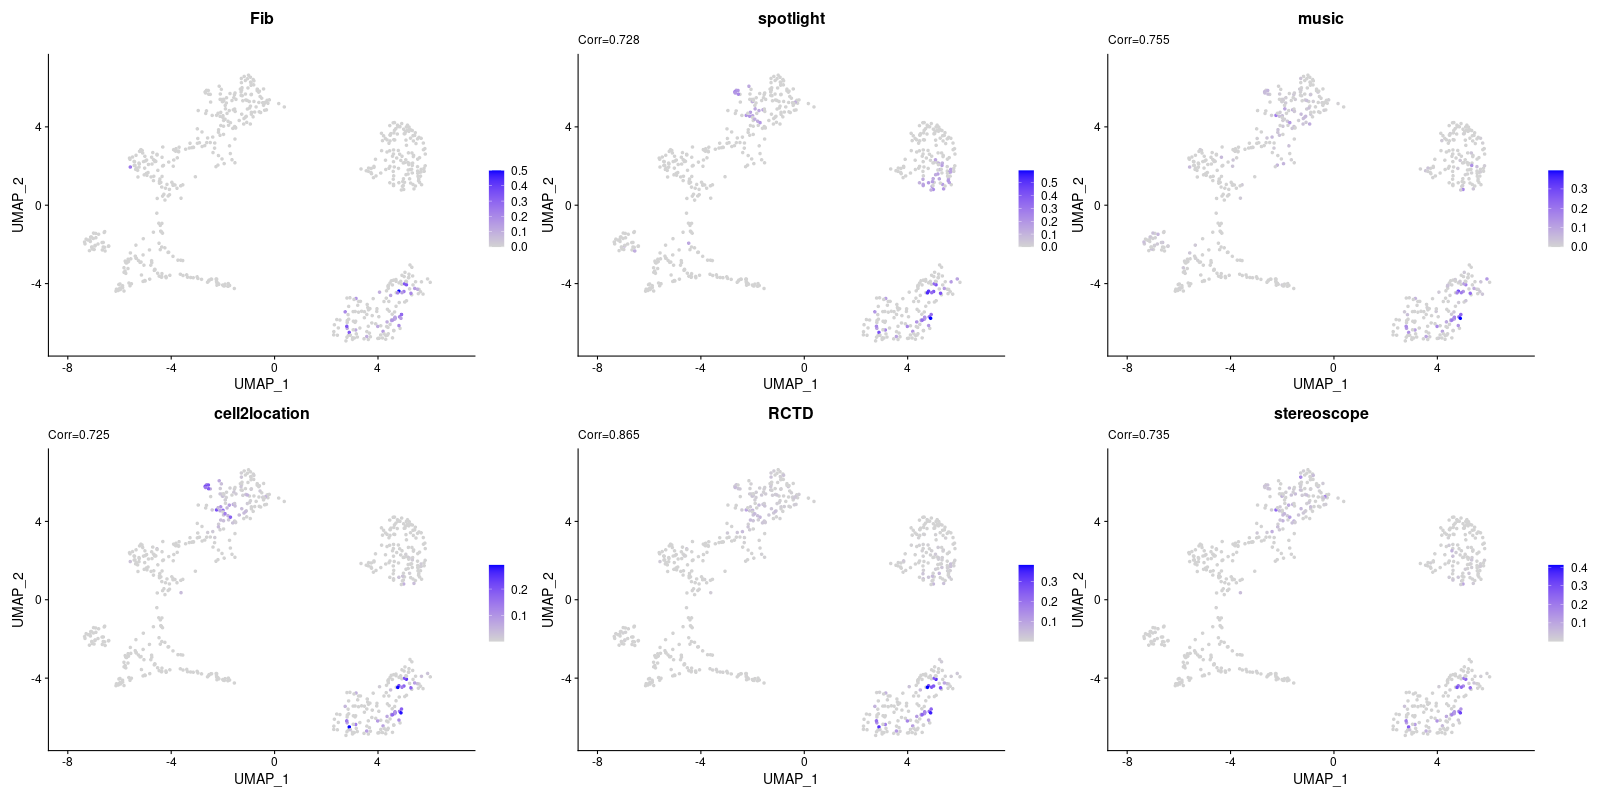 Fib
UMAP_2
4
0
-4
-8
-4
0
4
UMAP_1
0.5
0.4
0.3
0.2
0.1
0.0
spotlight
Corr=0.728
UMAP_2
4
0
-4
-8
-4
0
4
UMAP_1
0.5
0.4
0.3
0.2
0.1
0.0
music
Corr=0.755
UMAP_2
4
0
-4
-8
-4
0
4
UMAP_1
0.3
0.2
0.1
0.0
cell2location
Corr=0.725
UMAP_2
4
0
-4
-8
-4
0
4
UMAP_1
0.2
0.1
RCTD
Corr=0.865
UMAP_2
4
0
-4
-8
-4
0
4
UMAP_1
0.3
0.2
0.1
stereoscope
Corr=0.735
UMAP_2
4
0
-4
-8
-4
0
4
UMAP_1
0.4
0.3
0.2
0.1